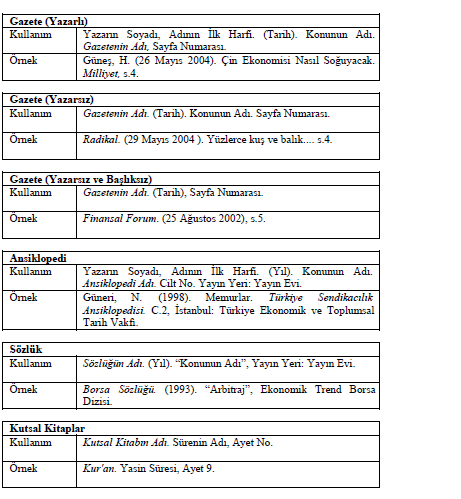 Gazete (Yazarlı)
Kullanım Yazarın Soyadı, Adının İlk Harfi. (Tarih). Konunun Adı.
Gazetenin Adı, Sayfa Numarası.
Örnek Güneş, H. (26 Mayıs 2004). Çin Ekonomisi Nasıl Soğuyacak.
Milliyet, s.4.
Gazete (Yazarsız)
Kullanım Gazetenin Adı. (Tarih). Konunun Adı. Sayfa Numarası.
Örnek Radikal. (29 Mayıs 2004 ). Yüzlerce kuş ve balık.... s.4.
Gazete (Yazarsız ve Başlıksız)
Kullanım Gazetenin Adı. (Tarih), Sayfa Numarası.
Örnek Finansal Forum. (25 Ağustos 2002), s.5.
Ansiklopedi
Kullanım Yazarın Soyadı, Adının İlk Harfi. (Yıl). Konunun Adı.
Ansiklopedi Adı. Cilt No. Yayın Yeri: Yayın Evi.
Örnek Güneri, N. (1998). Memurlar. Türkiye Sendikacılık
Ansiklopedisi. C.2, İstanbul: Türkiye Ekonomik ve Toplumsal
Tarih Vakfı.
Sözlük
Kullanım Sözlüğün Adı. (Yıl). “Konunun Adı”, Yayın Yeri: Yayın Evi.
Örnek Borsa Sözlüğü. (1993). “Arbitraj”, Ekonomik Trend Borsa
Dizisi.
Kutsal Kitaplar
Kullanım Kutsal Kitabın Adı. Sürenin Adı, Ayet No.
Örnek Kur'an. Yasin Süresi, Ayet 9.